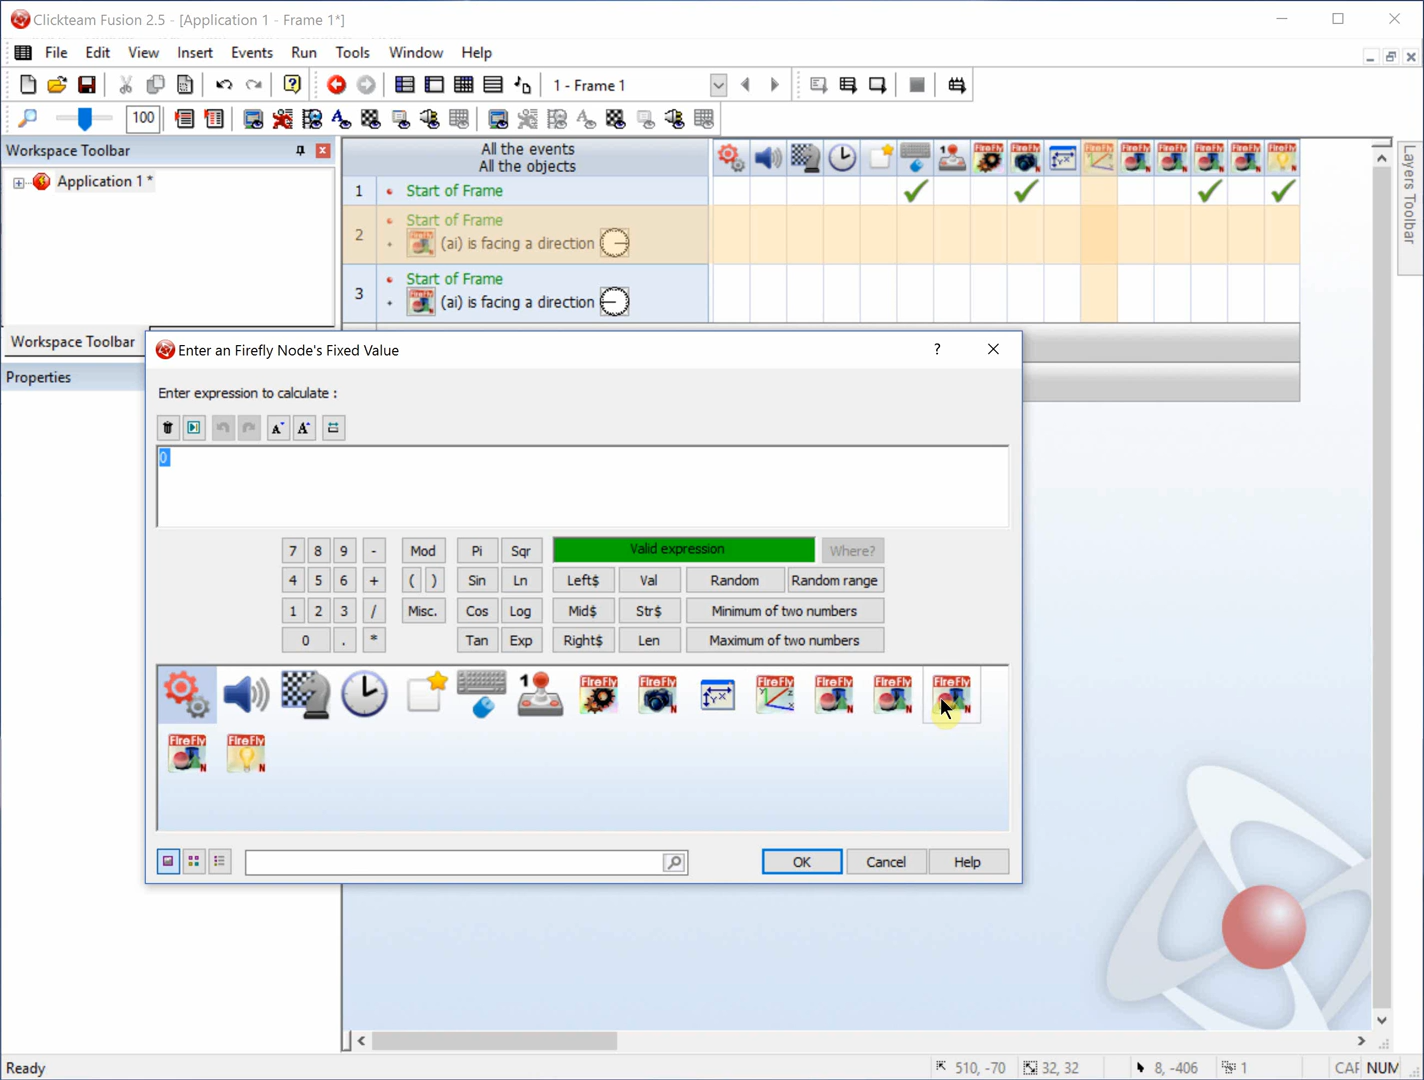 Clickteam Fusion 2.5 - [Application 1 - Frame 1*]
File Edit View Insert Events Run Tools Window Help
1 - Frame 1
100
Workspace Toolbar
Application 1 *
Workspace Toolbar
Properties
All the events
All the objects
1 Start of Frame
2 Start of Frame
(ai) is facing a direction
3 Start of Frame
(ai) is facing a direction
Layers Toolbar
Enter an Firefly Node's Fixed Value
?
Enter expression to calculate :
0
7 8 9 - Mod Pi Sqr Valid expression Where?
4 5 6 + ( ) Sin Ln Left$ Val Random Random range
1 2 3 / Misc. Cos Log Mid$ Str$ Minimum of two numbers
0 . * Tan Exp Right$ Len Maximum of two numbers
OK Cancel Help
Ready
510, -70 32, 32 8, -406 1 CAF NUM